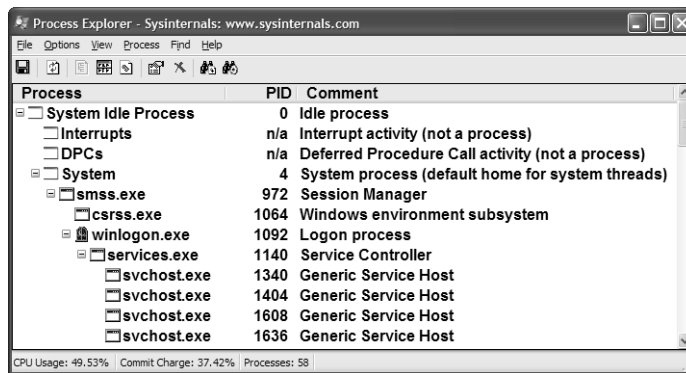 Process Explorer - Sysinternals: www.sysinternals.com
File Options View Process Find Help
Process PID Comment
System Idle Process 0 Idle process
Interrupts n/a Interrupt activity (not a process)
DPCs n/a Deferred Procedure Call activity (not a process)
System 4 System process (default home for system threads)
smss.exe 972 Session Manager
csrss.exe 1064 Windows environment subsystem
winlogon.exe 1092 Logon process
services.exe 1140 Service Controller
svchost.exe 1340 Generic Service Host
svchost.exe 1404 Generic Service Host
svchost.exe 1608 Generic Service Host
svchost.exe 1636 Generic Service Host
CPU Usage: 49.53% Commit Charge: 37.42% Processes: 58